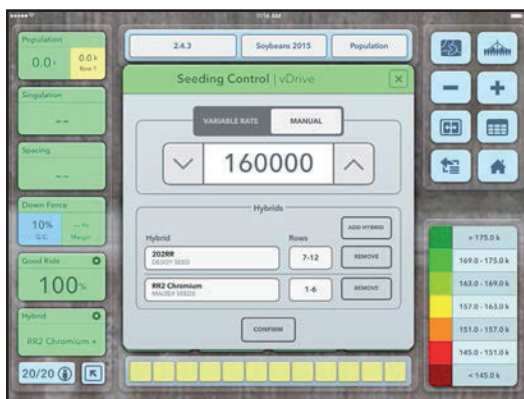 11:14 AM
Population
0.0 k
0.0 k
Row 1
Singulation
--
Spacing
--
Down Force
10%
G.C.
Margin
Good Ride
100%
Hybrid
RR2 Chromium +
20/20
2.4.3
Soybeans 2015
Population
Seeding Control | vDrive
VARIABLE RATE
MANUAL
160000
Hybrids
ADD HYBRID
Hybrid
Rows
202RR
DESOY SEED
7-12
REMOVE
RR2 Chromium
MAIZEX SEEDS
1-6
REMOVE
CONFIRM
> 175.0 k
169.0 - 175.0 k
163.0 - 169.0 k
157.0 - 163.0 k
151.0 - 157.0 k
145.0 - 151.0 k
< 145.0 k